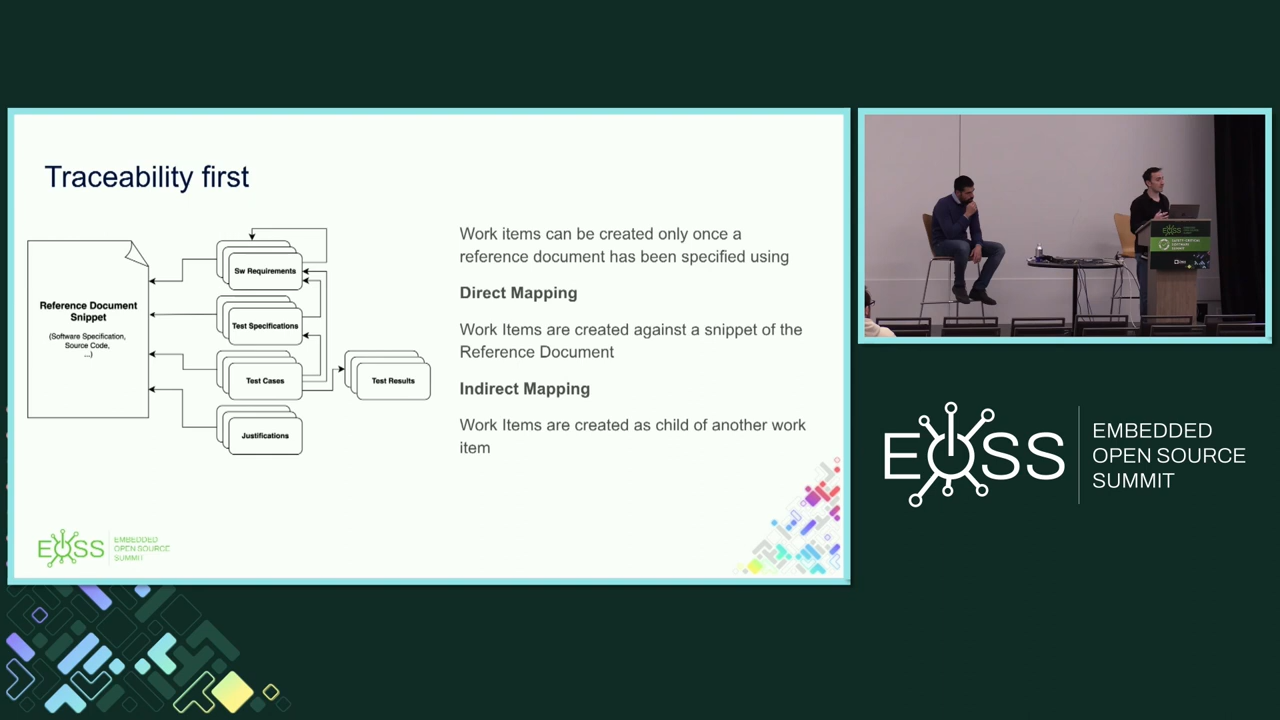 Traceability first
Reference Document
Snippet
(Software Specification,
Source Code,
...)
Sw Requirements
Test Specifications
Test Cases
Test Results
Justifications
Work items can be created only once a
reference document has been specified using
Direct Mapping
Work Items are created against a snippet of the
Reference Document
Indirect Mapping
Work Items are created as child of another work
item
EOSS
EMBEDDED
OPEN SOURCE
SUMMIT
EOSS
EMBEDDED
OPEN SOURCE
SUMMIT